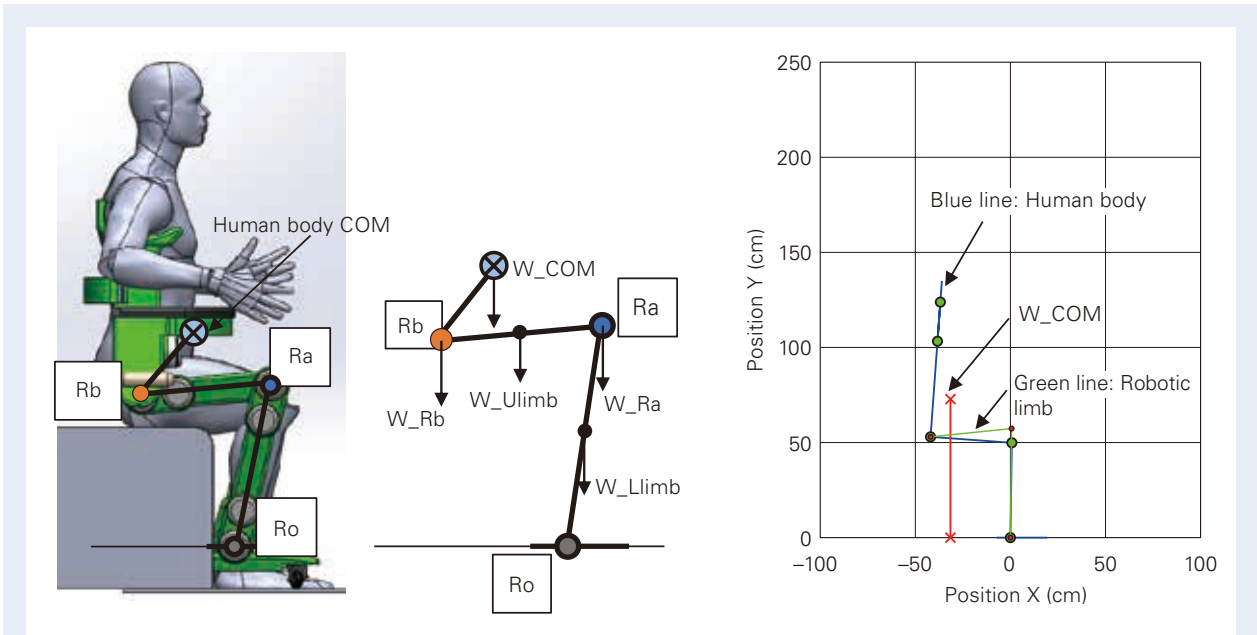 Human body COM
Rb
Ra
Ro
W_COM
Rb
Ra
W_Rb
W_Ulimb
W_Ra
W_Llimb
Ro
250
200
150
100
50
0
−100
−50
0
50
100
Position Y (cm)
Position X (cm)
Blue line: Human body
W_COM
Green line: Robotic
limb